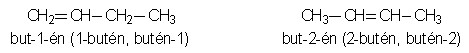 CH₂=CH–CH₂–CH₃ CH₃–CH=CH–CH₃
but-1-én (1-butén, butén-1) but-2-én (2-butén, butén-2)